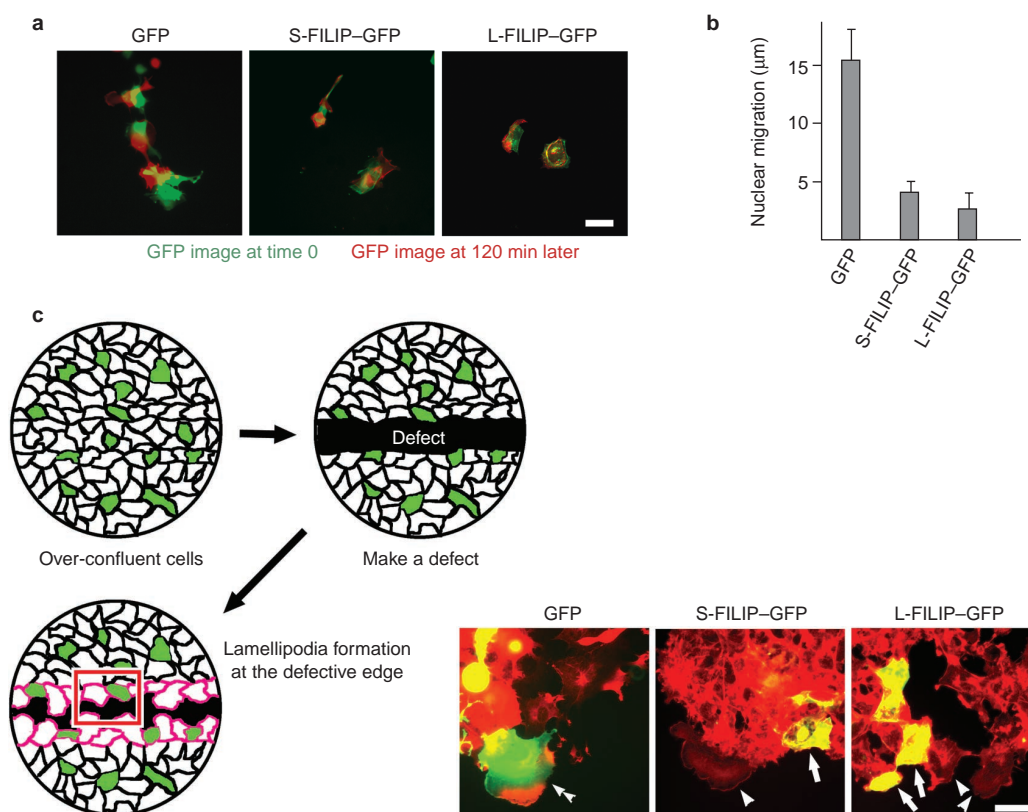 a
GFP
S-FILIP–GFP
L-FILIP–GFP
GFP image at time 0
GFP image at 120 min later
b
Nuclear migration (μm)
15
10
5
GFP
S-FILIP–GFP
L-FILIP–GFP
c
Defect
Over-confluent cells
Make a defect
Lamellipodia formation
at the defective edge
GFP
S-FILIP–GFP
L-FILIP–GFP